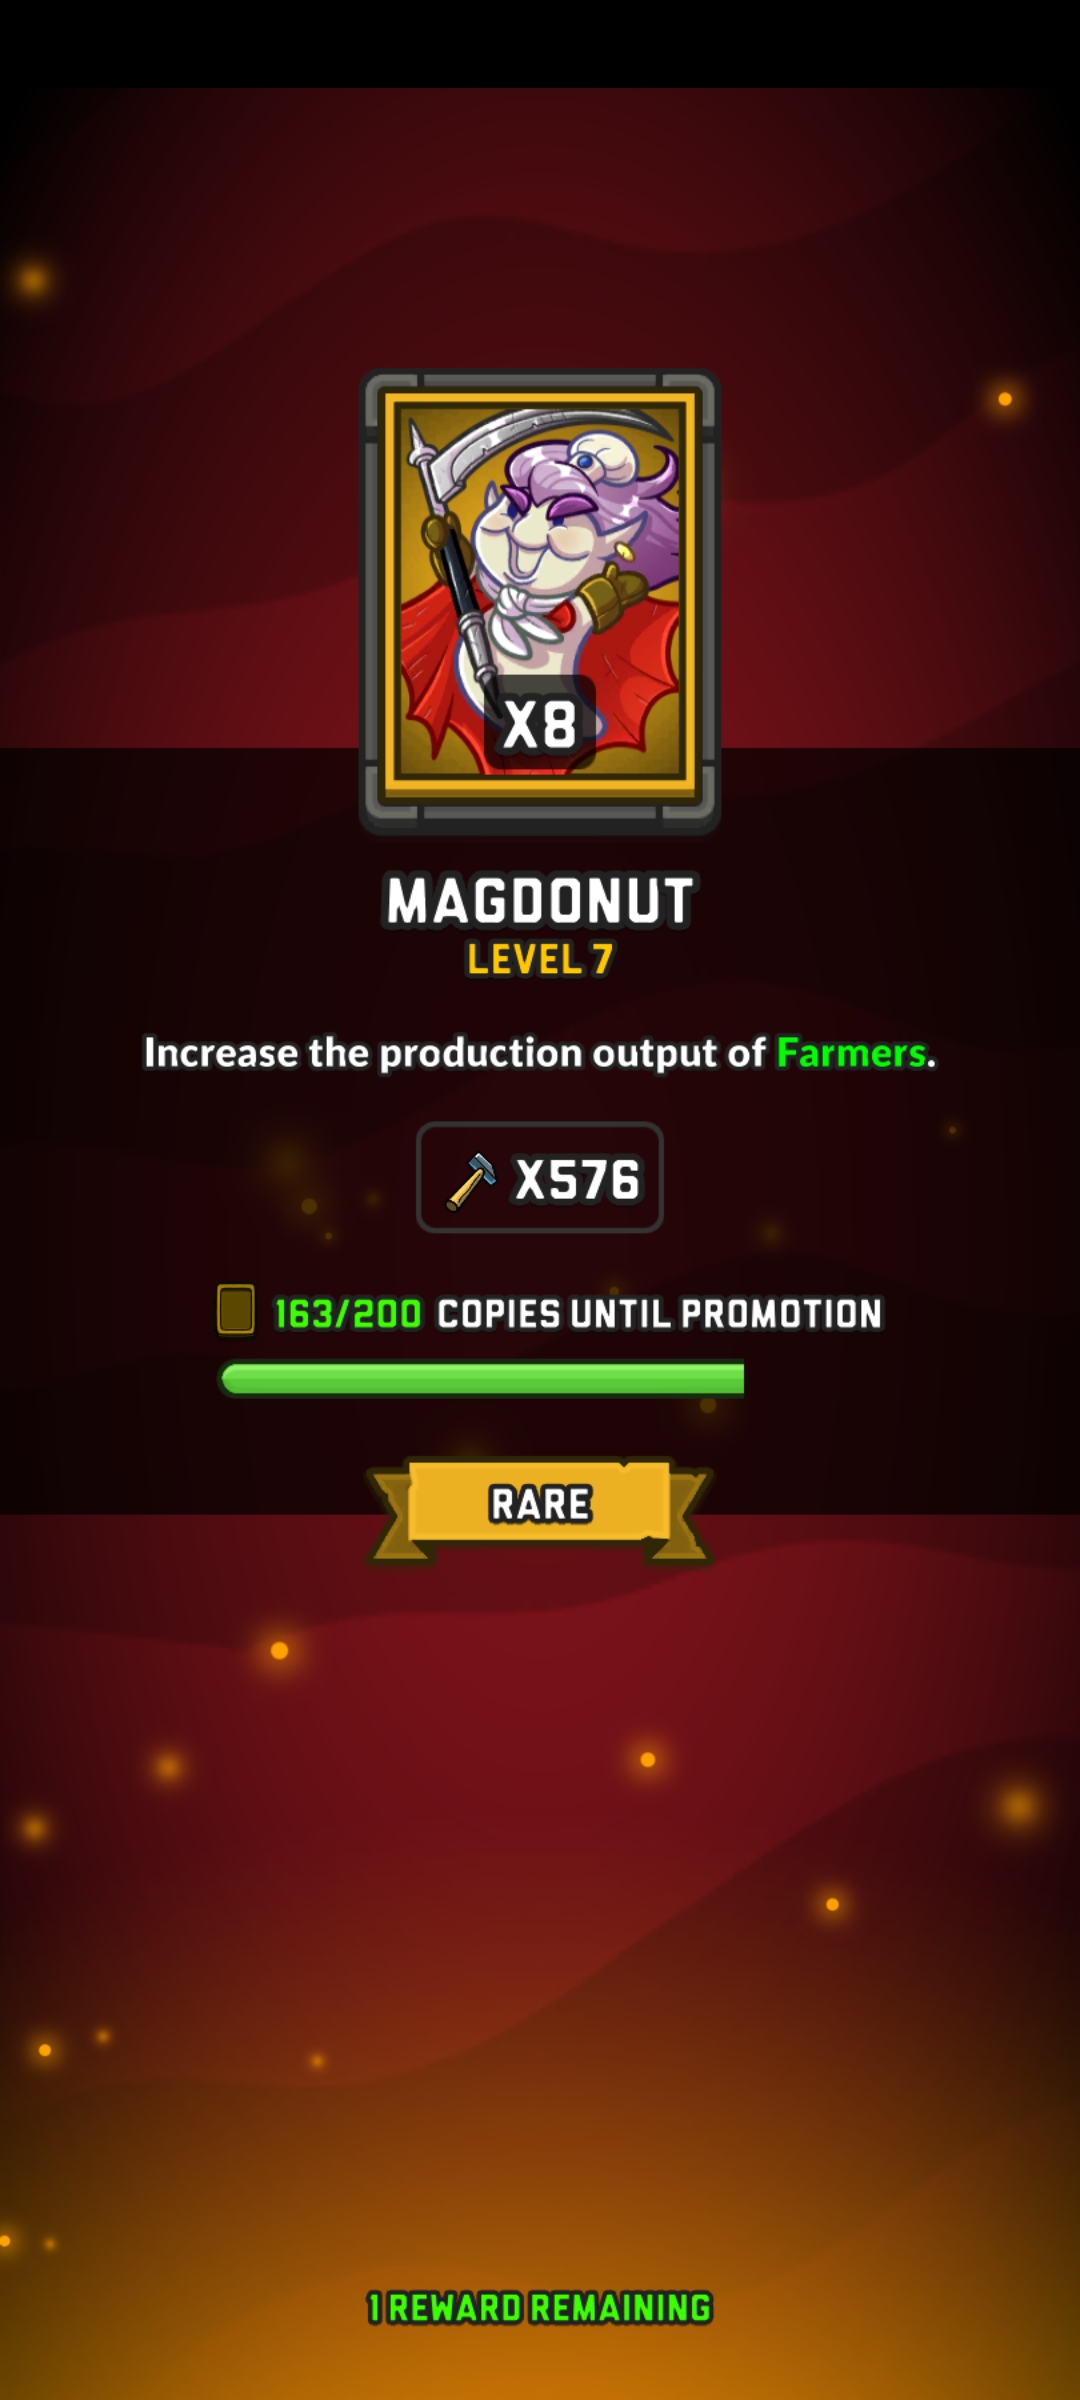 X8
MAGDONUT
LEVEL 7
Increase the production output of Farmers.
X576
163/200 COPIES UNTIL PROMOTION
RARE
1 REWARD REMAINING